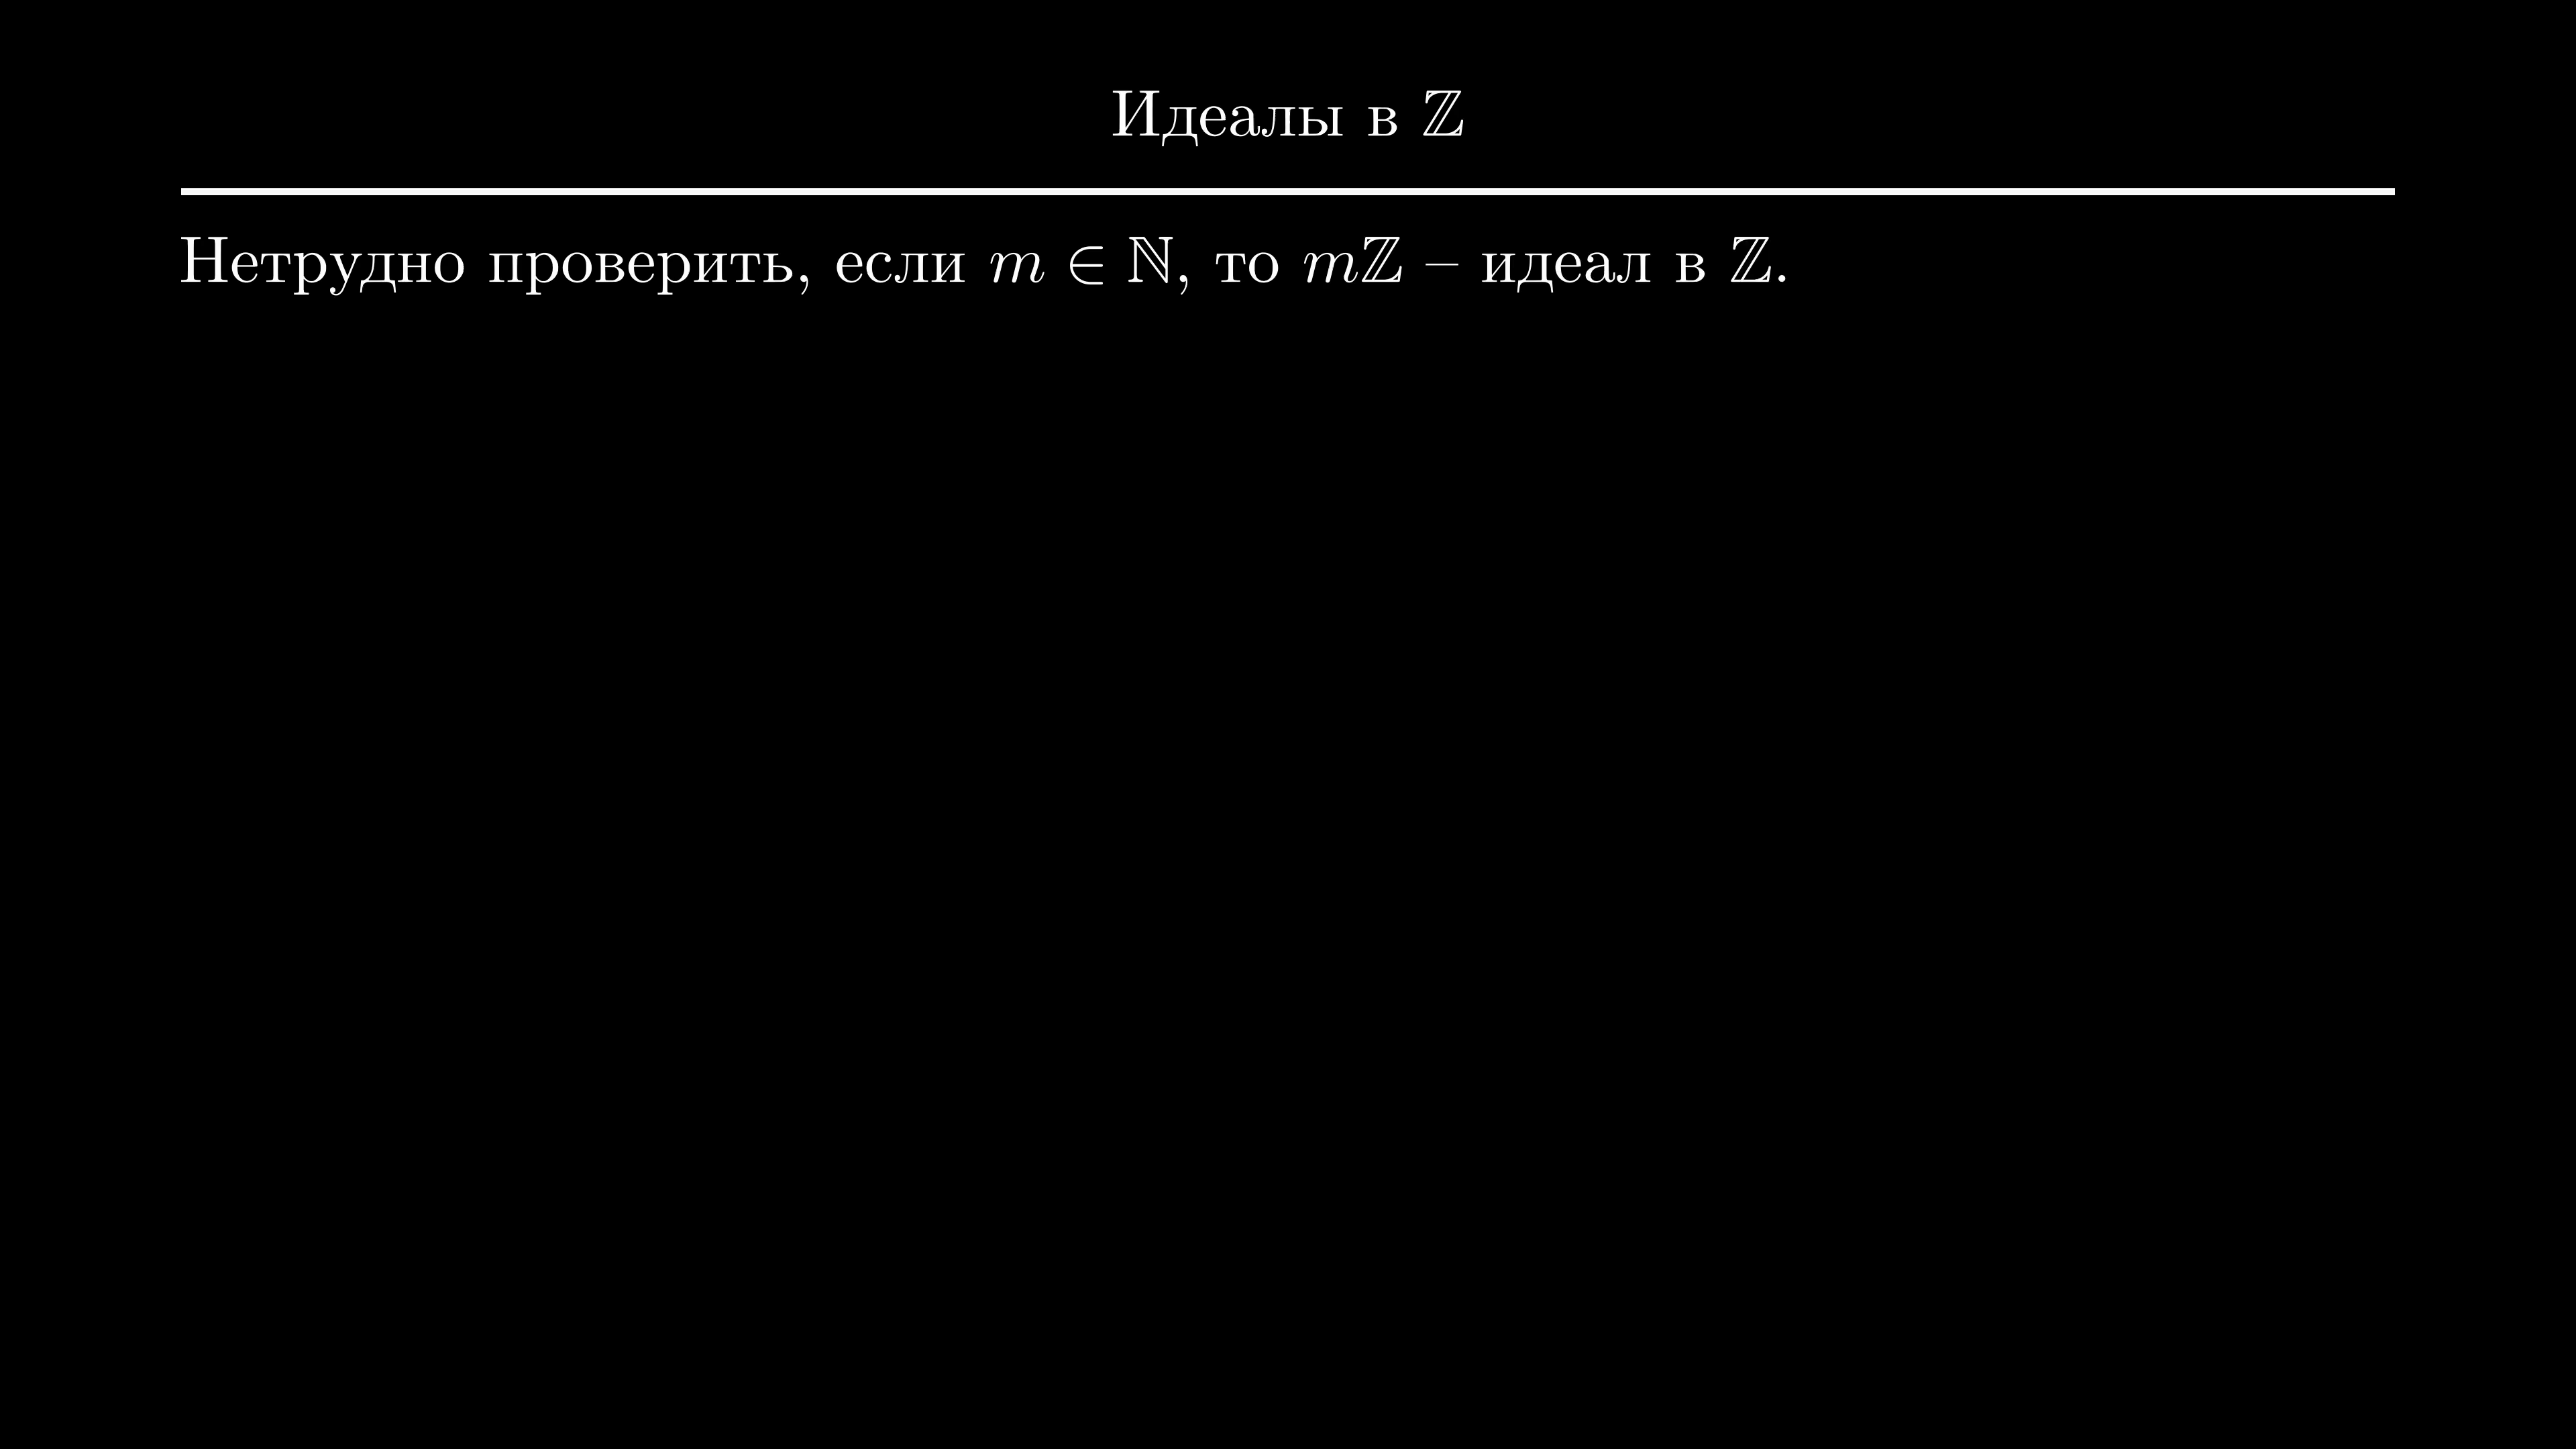 Идеалы в ℤ
Нетрудно проверить, если m ∈ ℕ, то mℤ – идеал в ℤ.